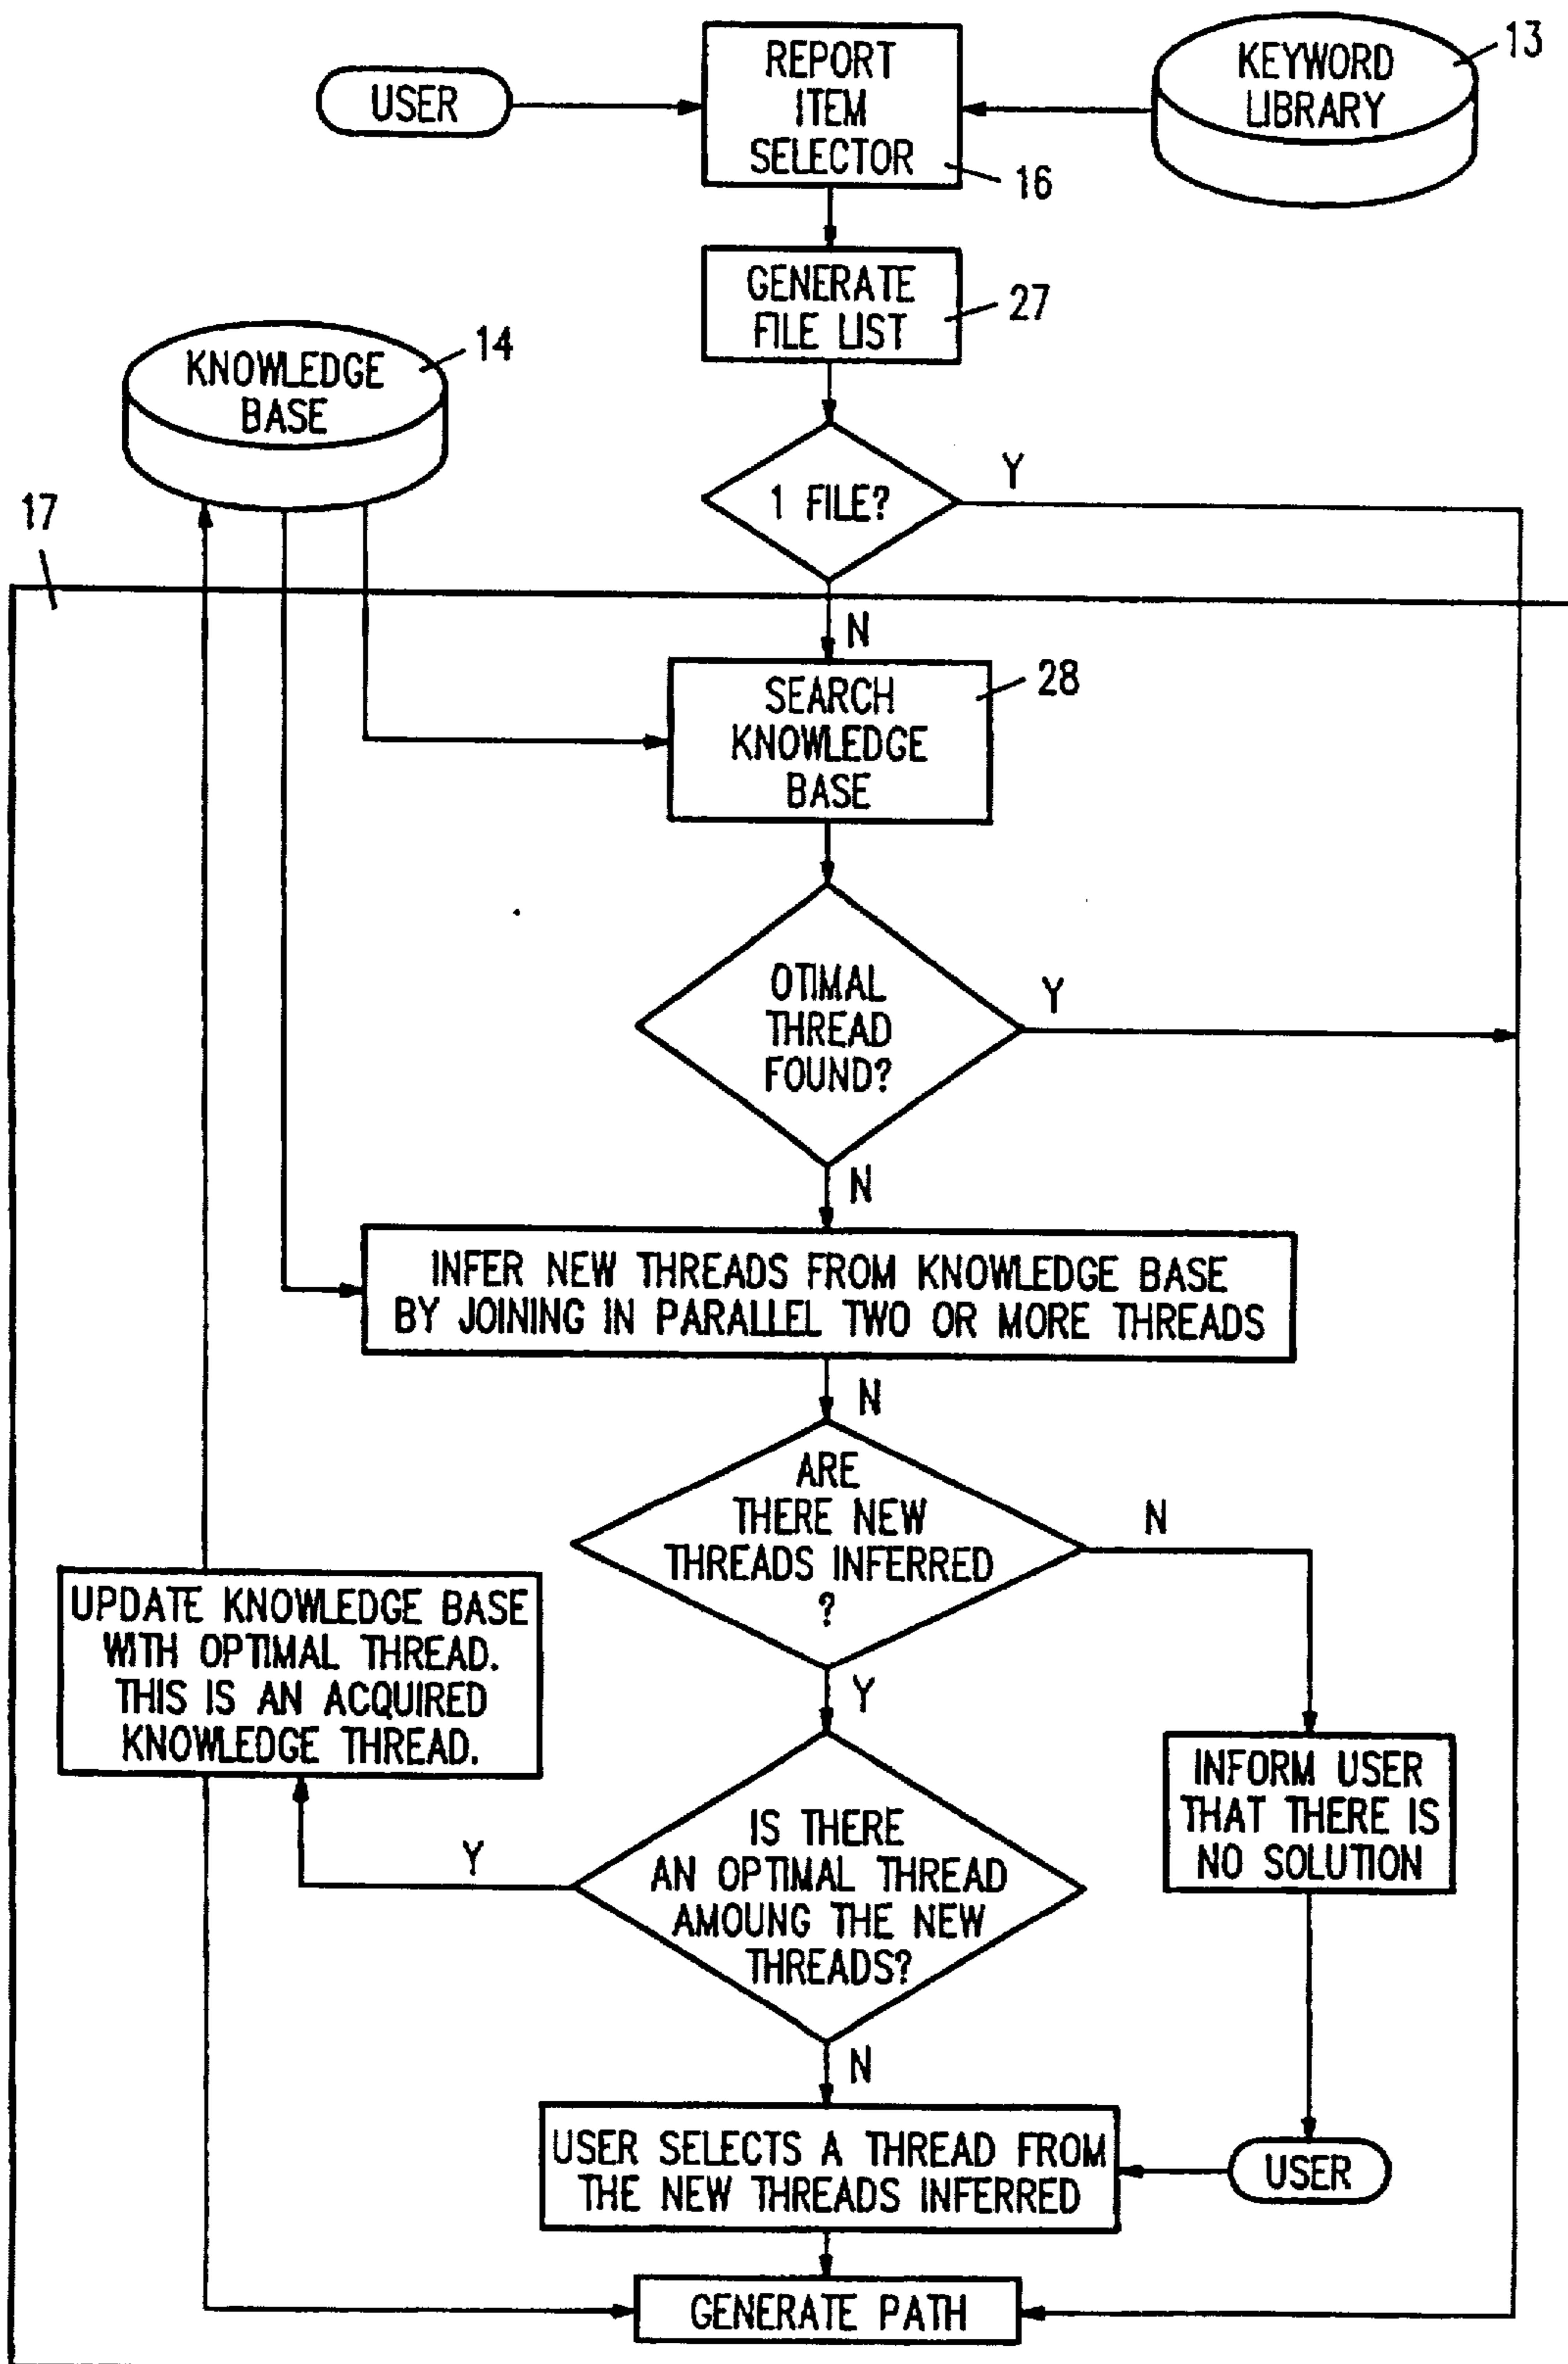 USER
REPORT
ITEM
SELECTOR
16
KEYWORD
LIBRARY
13
GENERATE
FILE LIST
27
KNOWLEDGE
BASE
14
1 FILE?
Y
17
N
SEARCH
KNOWLEDGE
BASE
28
OTIMAL
THREAD
FOUND?
Y
N
INFER NEW THREADS FROM KNOWLEDGE BASE
BY JOINING IN PARALLEL TWO OR MORE THREADS
N
ARE
THERE NEW
THREADS INFERRED
?
N
Y
UPDATE KNOWLEDGE BASE
WITH OPTIMAL THREAD.
THIS IS AN ACQUIRED
KNOWLEDGE THREAD.
INFORM USER
THAT THERE IS
NO SOLUTION
IS THERE
AN OPTIMAL THREAD
AMOUNG THE NEW
THREADS?
Y
N
USER SELECTS A THREAD FROM
THE NEW THREADS INFERRED
USER
GENERATE PATH